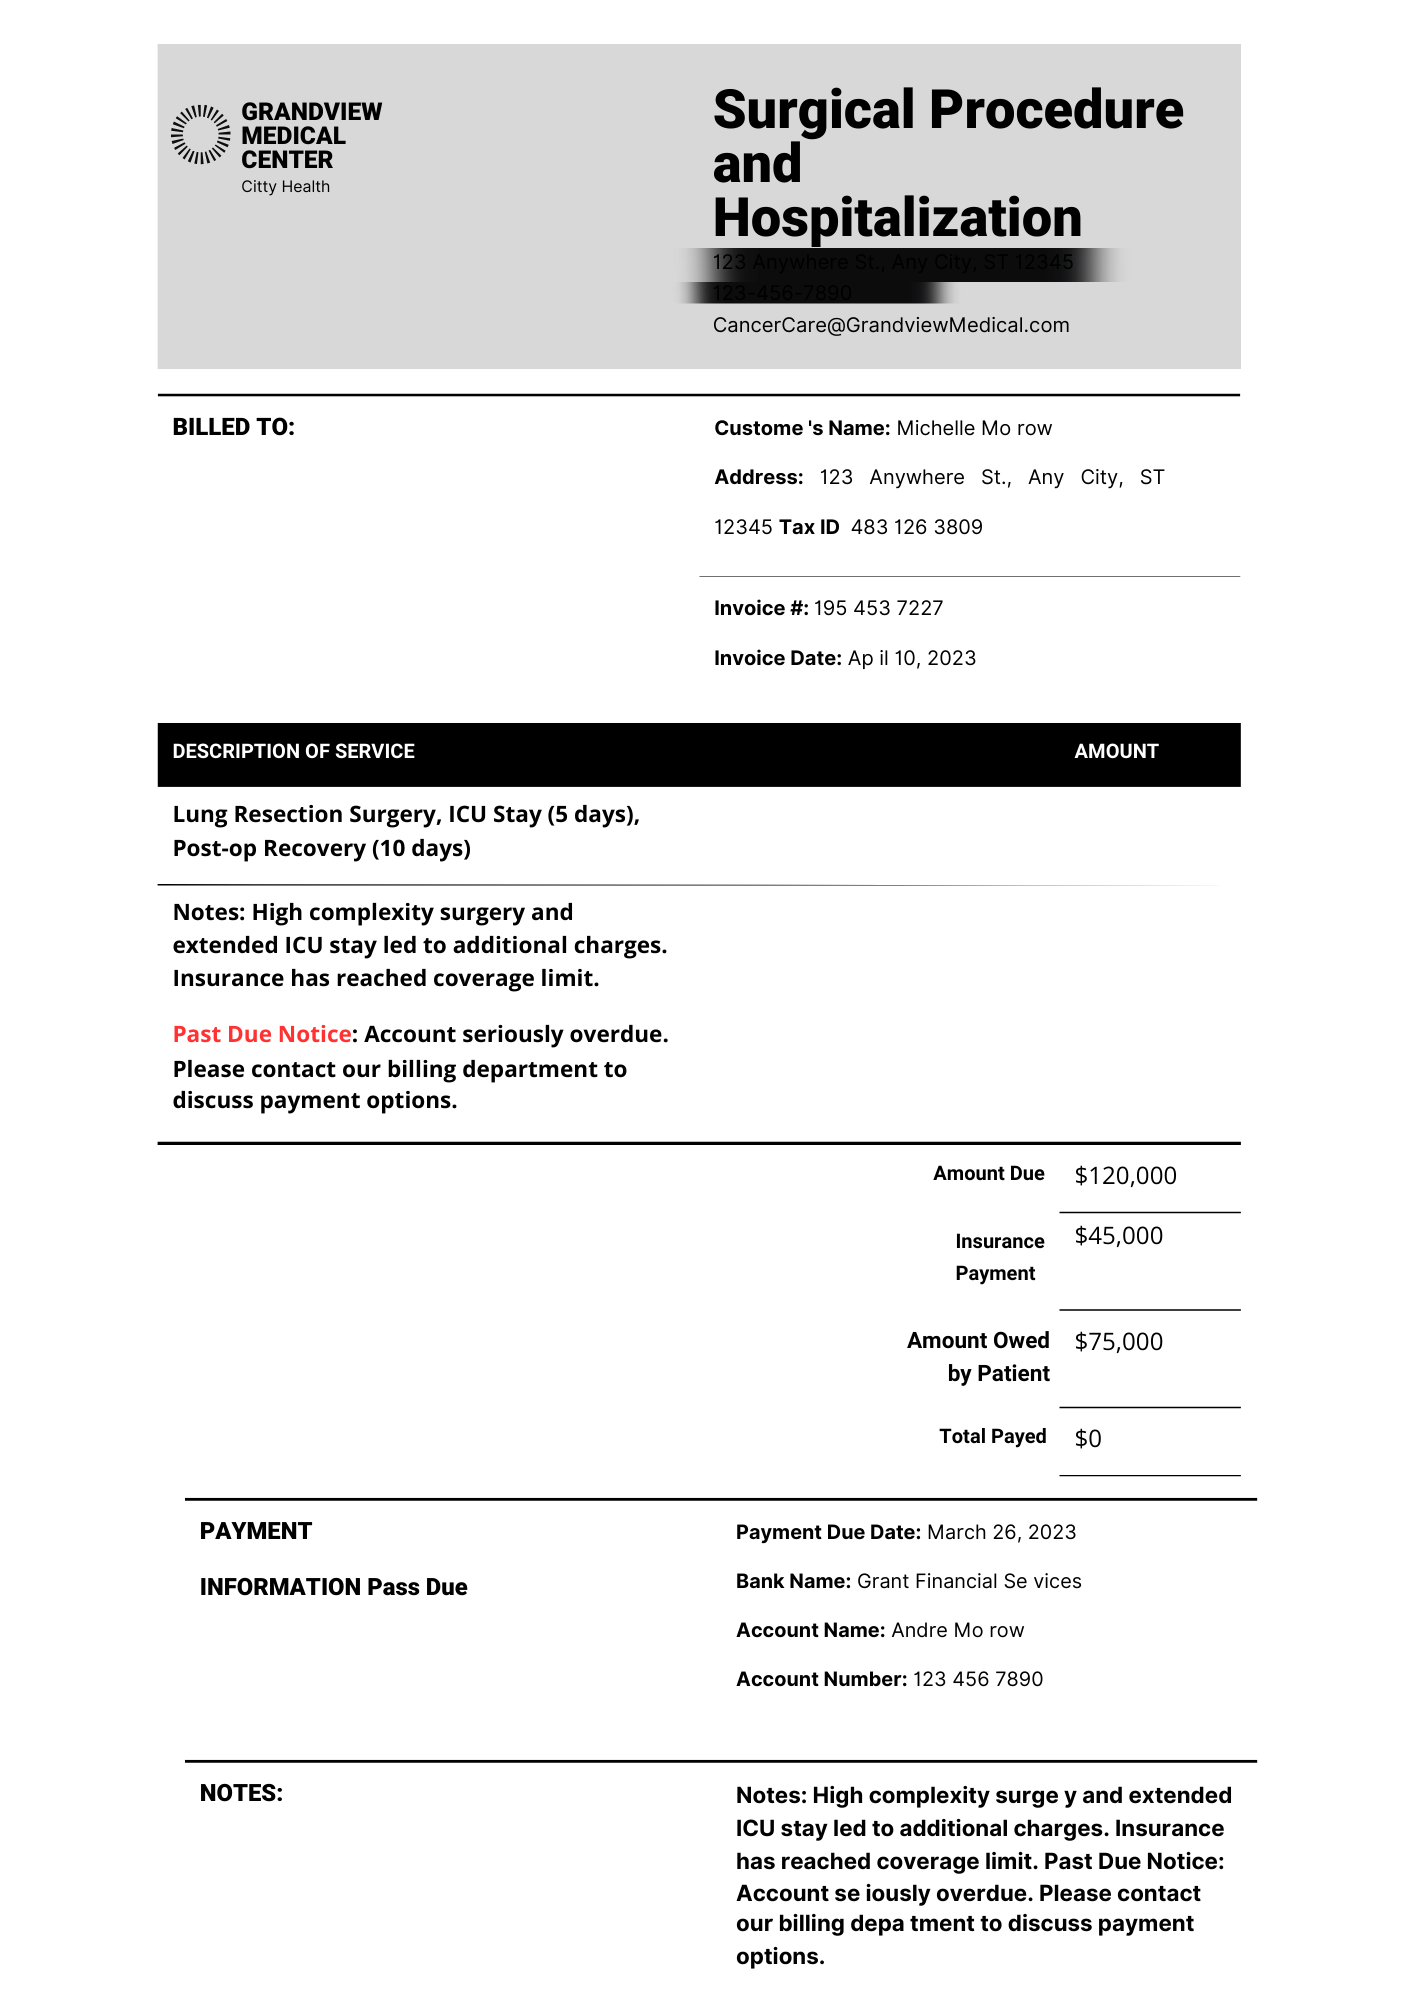 GRANDVIEW
MEDICAL
CENTER
Citty Health
Surgical Procedure
and
Hospitalization
123 Anywhere St., Any City, ST 12345
123-456-7890
CancerCare@GrandviewMedical.com
BILLED TO:
Custome 's Name: Michelle Mo row
Address: 123 Anywhere St., Any City, ST
12345 Tax ID 483 126 3809
Invoice #: 195 453 7227
Invoice Date: Ap il 10, 2023
DESCRIPTION OF SERVICE AMOUNT
Lung Resection Surgery, ICU Stay (5 days),
Post-op Recovery (10 days)
Notes: High complexity surgery and
extended ICU stay led to additional charges.
Insurance has reached coverage limit.
Past Due Notice: Account seriously overdue.
Please contact our billing department to
discuss payment options.
Amount Due $120,000
Insurance $45,000
Payment
Amount Owed $75,000
by Patient
Total Payed $0
PAYMENT
INFORMATION Pass Due
Payment Due Date: March 26, 2023
Bank Name: Grant Financial Se vices
Account Name: Andre Mo row
Account Number: 123 456 7890
NOTES:
Notes: High complexity surge y and extended
ICU stay led to additional charges. Insurance
has reached coverage limit. Past Due Notice:
Account se iously overdue. Please contact
our billing depa tment to discuss payment
options.